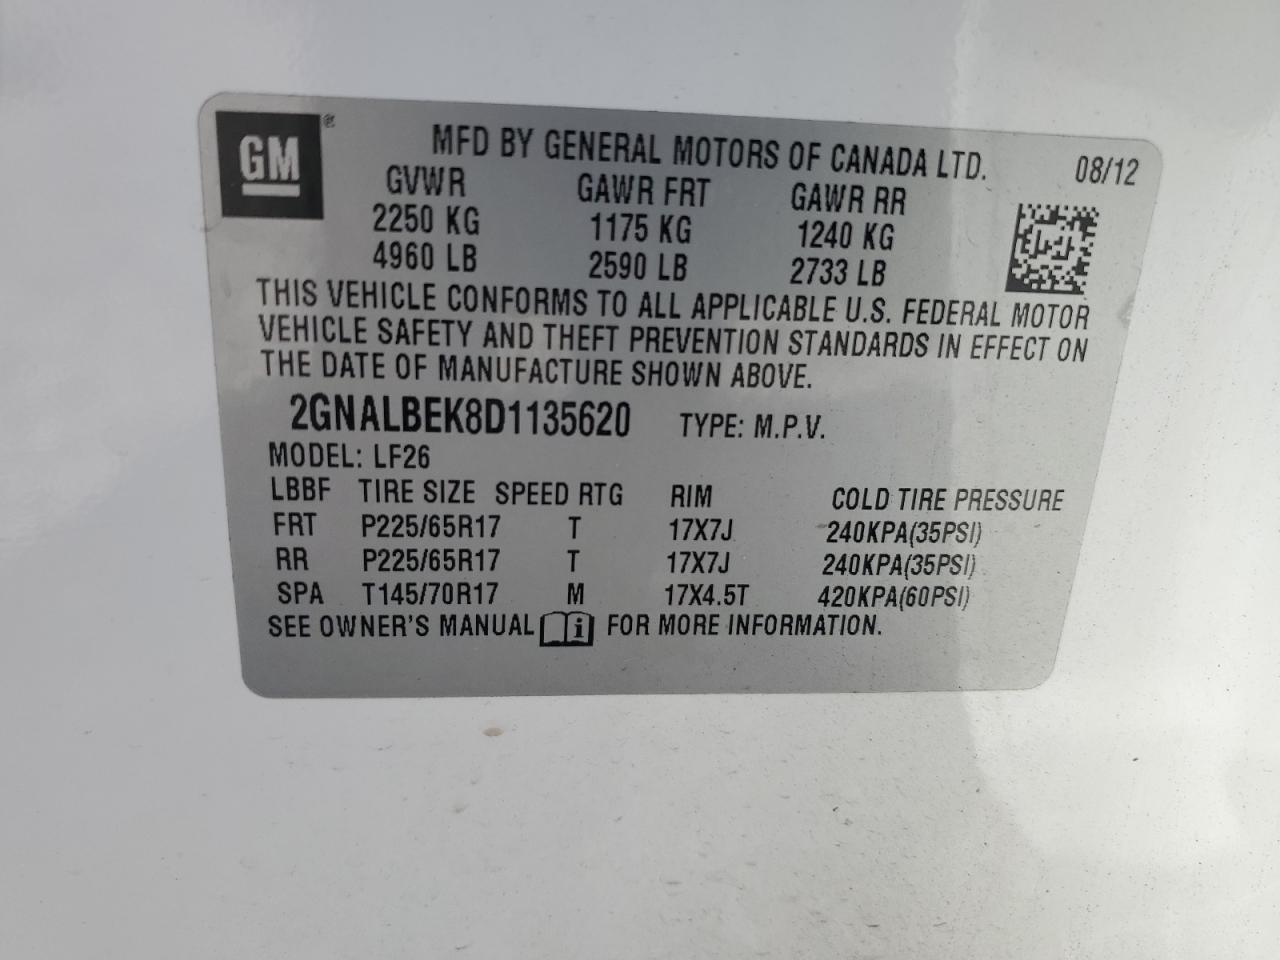 GM ® MFD BY GENERAL MOTORS OF CANADA LTD. 08/12
GVWR GAWR FRT GAWR RR
2250 KG 1175 KG 1240 KG
4960 LB 2590 LB 2733 LB
THIS VEHICLE CONFORMS TO ALL APPLICABLE U.S. FEDERAL MOTOR
VEHICLE SAFETY AND THEFT PREVENTION STANDARDS IN EFFECT ON
THE DATE OF MANUFACTURE SHOWN ABOVE.
2GNALBEK8D1135620 TYPE: M.P.V.
MODEL: LF26
LBBF TIRE SIZE SPEED RTG RIM COLD TIRE PRESSURE
FRT P225/65R17 T 17X7J 240KPA(35PSI)
RR P225/65R17 T 17X7J 240KPA(35PSI)
SPA T145/70R17 M 17X4.5T 420KPA(60PSI)
SEE OWNER'S MANUAL i FOR MORE INFORMATION.